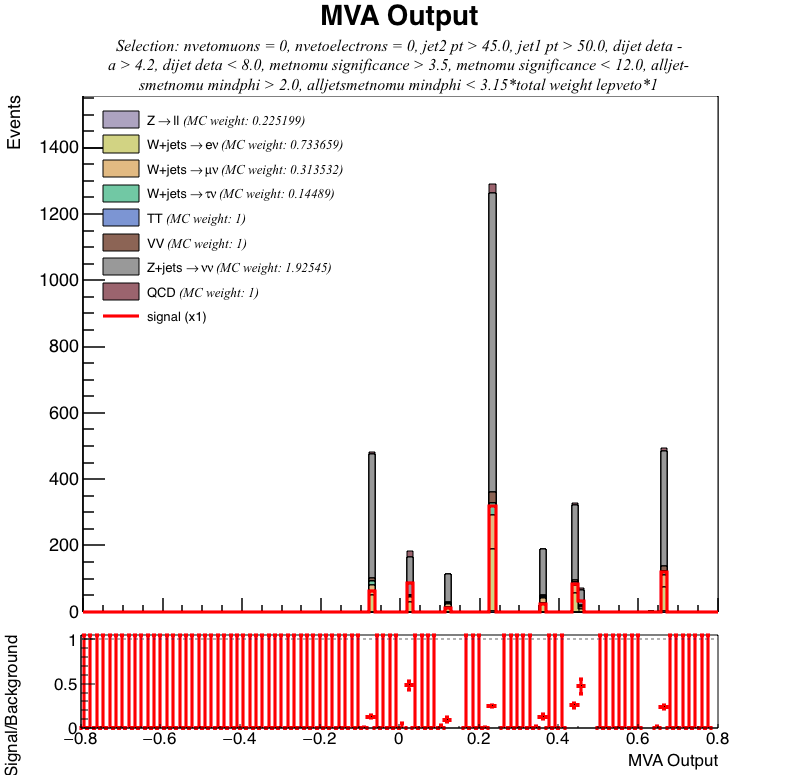 MVA Output
Selection: nvetomuons = 0, nvetoelectrons = 0, jet2 pt > 45.0, jet1 pt > 50.0, dijet deta -
a > 4.2, dijet deta < 8.0, metnomu significance > 3.5, metnomu significance < 12.0, alljet-
smetnomu mindphi > 2.0, alljetsmetnomu mindphi < 3.15*total weight lepveto*1
Events
1400
1200
1000
800
600
400
200
0
Z→ll (MC weight: 0.225199)
W+jets→eν (MC weight: 0.733659)
W+jets→μν (MC weight: 0.313532)
W+jets→τν (MC weight: 0.14489)
TT (MC weight: 1)
VV (MC weight: 1)
Z+jets→νν (MC weight: 1.92545)
QCD (MC weight: 1)
signal (x1)
Signal/Background
1
0.5
0
−0.8 −0.6 −0.4 −0.2 0 0.2 0.4 0.6 0.8
MVA Output